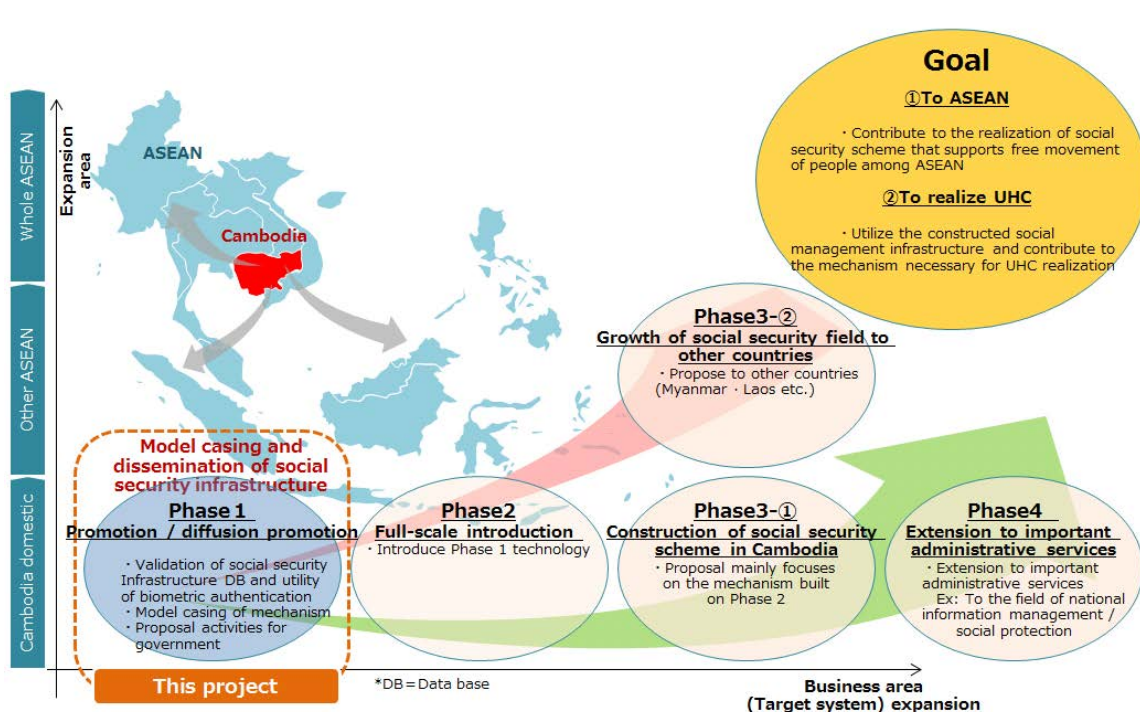 Whole ASEAN
Other ASEAN
Cambodia domestic
Expansion
area
ASEAN
Cambodia
Goal
①To ASEAN
・Contribute to the realization of social
security scheme that supports free movement
of people among ASEAN
②To realize UHC
・Utilize the constructed social
management infrastructure and contribute to
the mechanism necessary for UHC realization
Phase3-②
Growth of social security field to
other countries
・Propose to other countries
(Myanmar・Laos etc.)
Model casing and
dissemination of social
security infrastructure
Phase 1
Promotion / diffusion promotion
・Validation of social security
Infrastructure DB and utility
of biometric authentication
・Model casing of mechanism
・Proposal activities for
government
Phase2
Full-scale introduction
・Introduce Phase 1 technology
Phase3-①
Construction of social security
scheme in Cambodia
・Proposal mainly focuses
on the mechanism built
on Phase 2
Phase4
Extension to important
administrative services
・Extension to important
administrative services
Ex: To the field of national
information management /
social protection
This project
*DB=Data base
Business area
(Target system) expansion